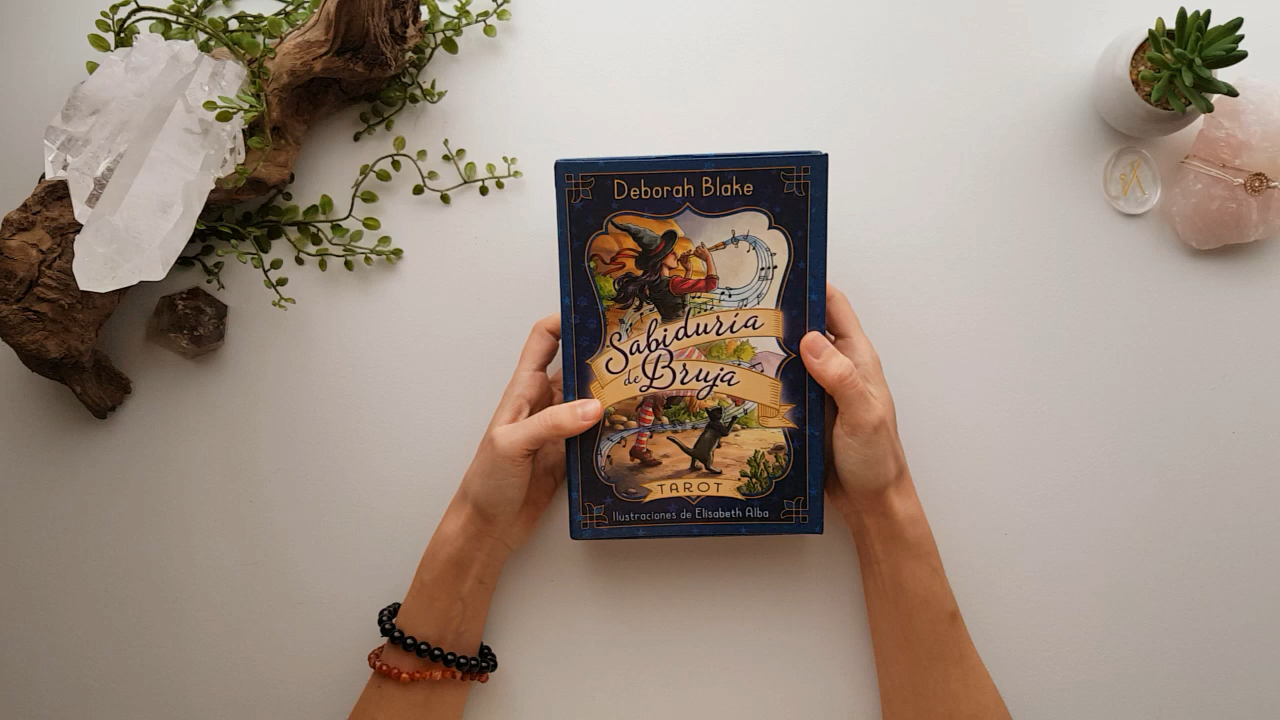 Deborah Blake
Sabiduría
de Bruja
TAROT
Ilustraciones de Elisabeth Alba